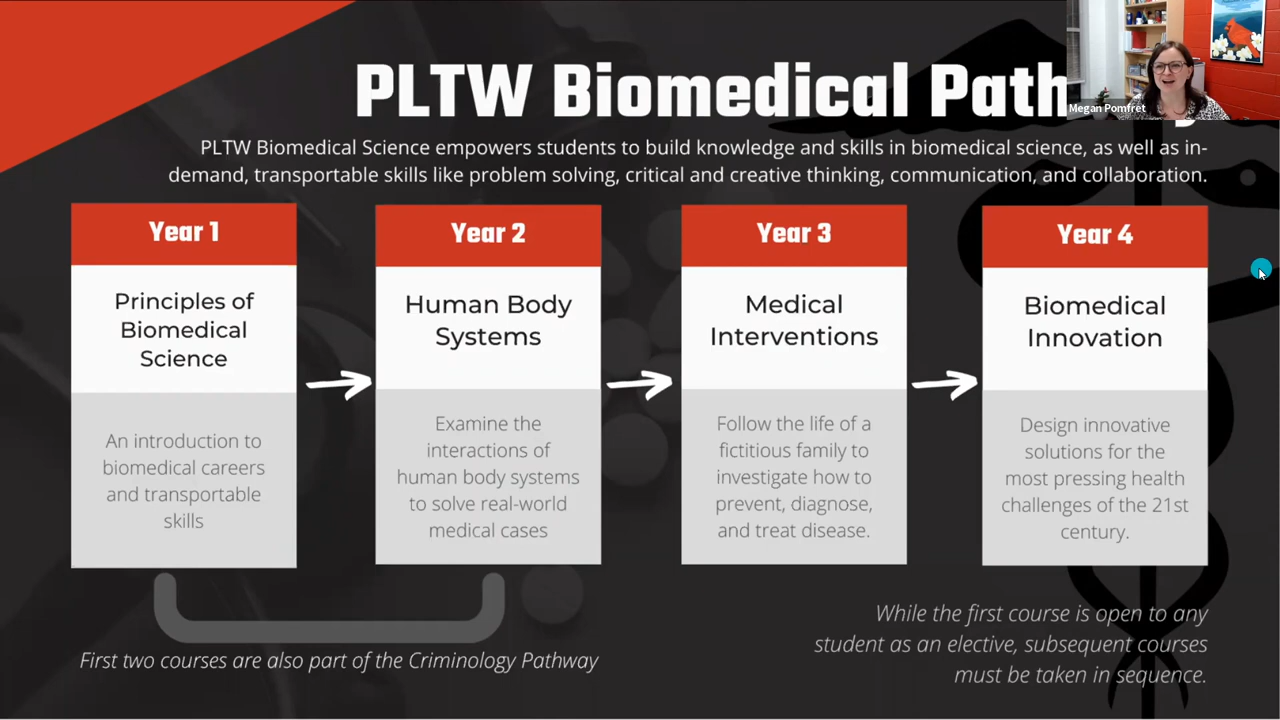 PLTW Biomedical Path
Megan Pomfret
PLTW Biomedical Science empowers students to build knowledge and skills in biomedical science, as well as in-
demand, transportable skills like problem solving, critical and creative thinking, communication, and collaboration.
Year 1
Principles of
Biomedical
Science
An introduction to
biomedical careers
and transportable
skills
Year 2
Human Body
Systems
Examine the
interactions of
human body systems
to solve real-world
medical cases
Year 3
Medical
Interventions
Follow the life of a
fictitious family to
investigate how to
prevent, diagnose,
and treat disease.
Year 4
Biomedical
Innovation
Design innovative
solutions for the
most pressing health
challenges of the 21st
century.
First two courses are also part of the Criminology Pathway
While the first course is open to any
student as an elective, subsequent courses
must be taken in sequence.